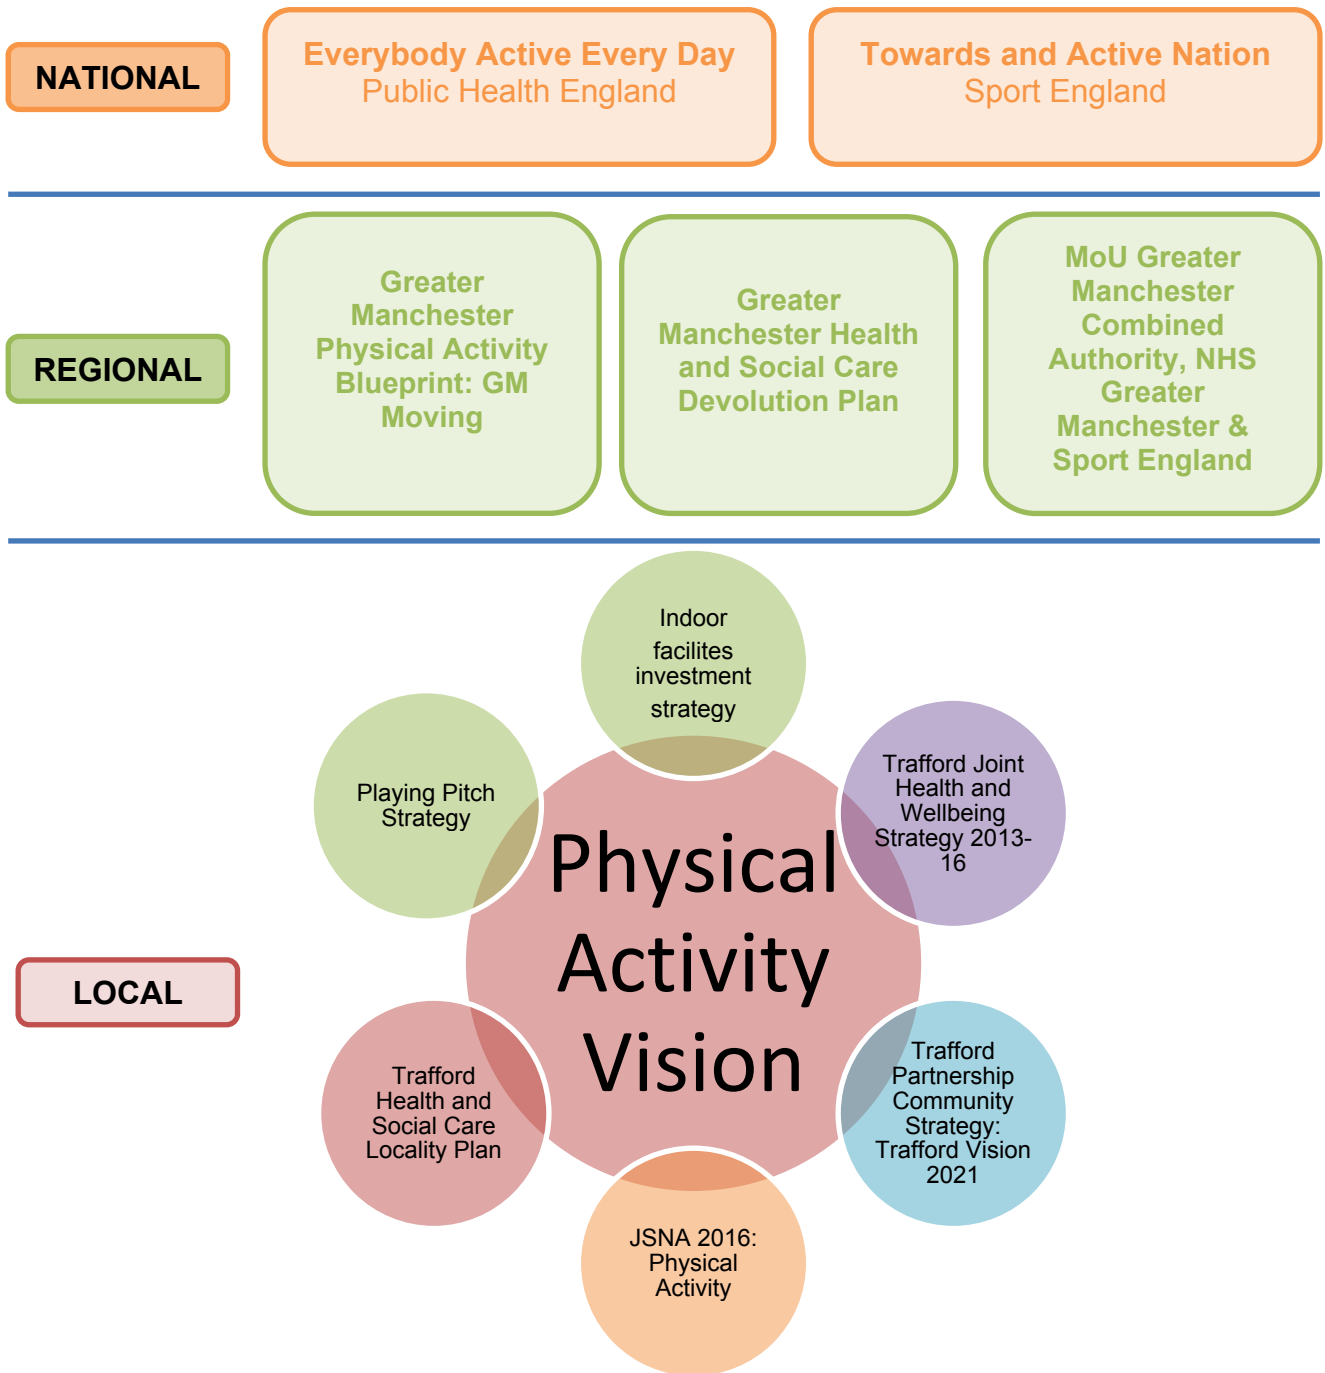 NATIONAL
Everybody Active Every Day
Public Health England
Towards and Active Nation
Sport England
REGIONAL
Greater
Manchester
Physical Activity
Blueprint: GM
Moving
Greater
Manchester Health
and Social Care
Devolution Plan
MoU Greater
Manchester
Combined
Authority, NHS
Greater
Manchester &
Sport England
LOCAL
Indoor
facilites
investment
strategy
Playing Pitch
Strategy
Trafford Joint
Health and
Wellbeing
Strategy 2013-
16
Physical
Activity
Vision
Trafford
Health and
Social Care
Locality Plan
Trafford
Partnership
Community
Strategy:
Trafford Vision
2021
JSNA 2016:
Physical
Activity